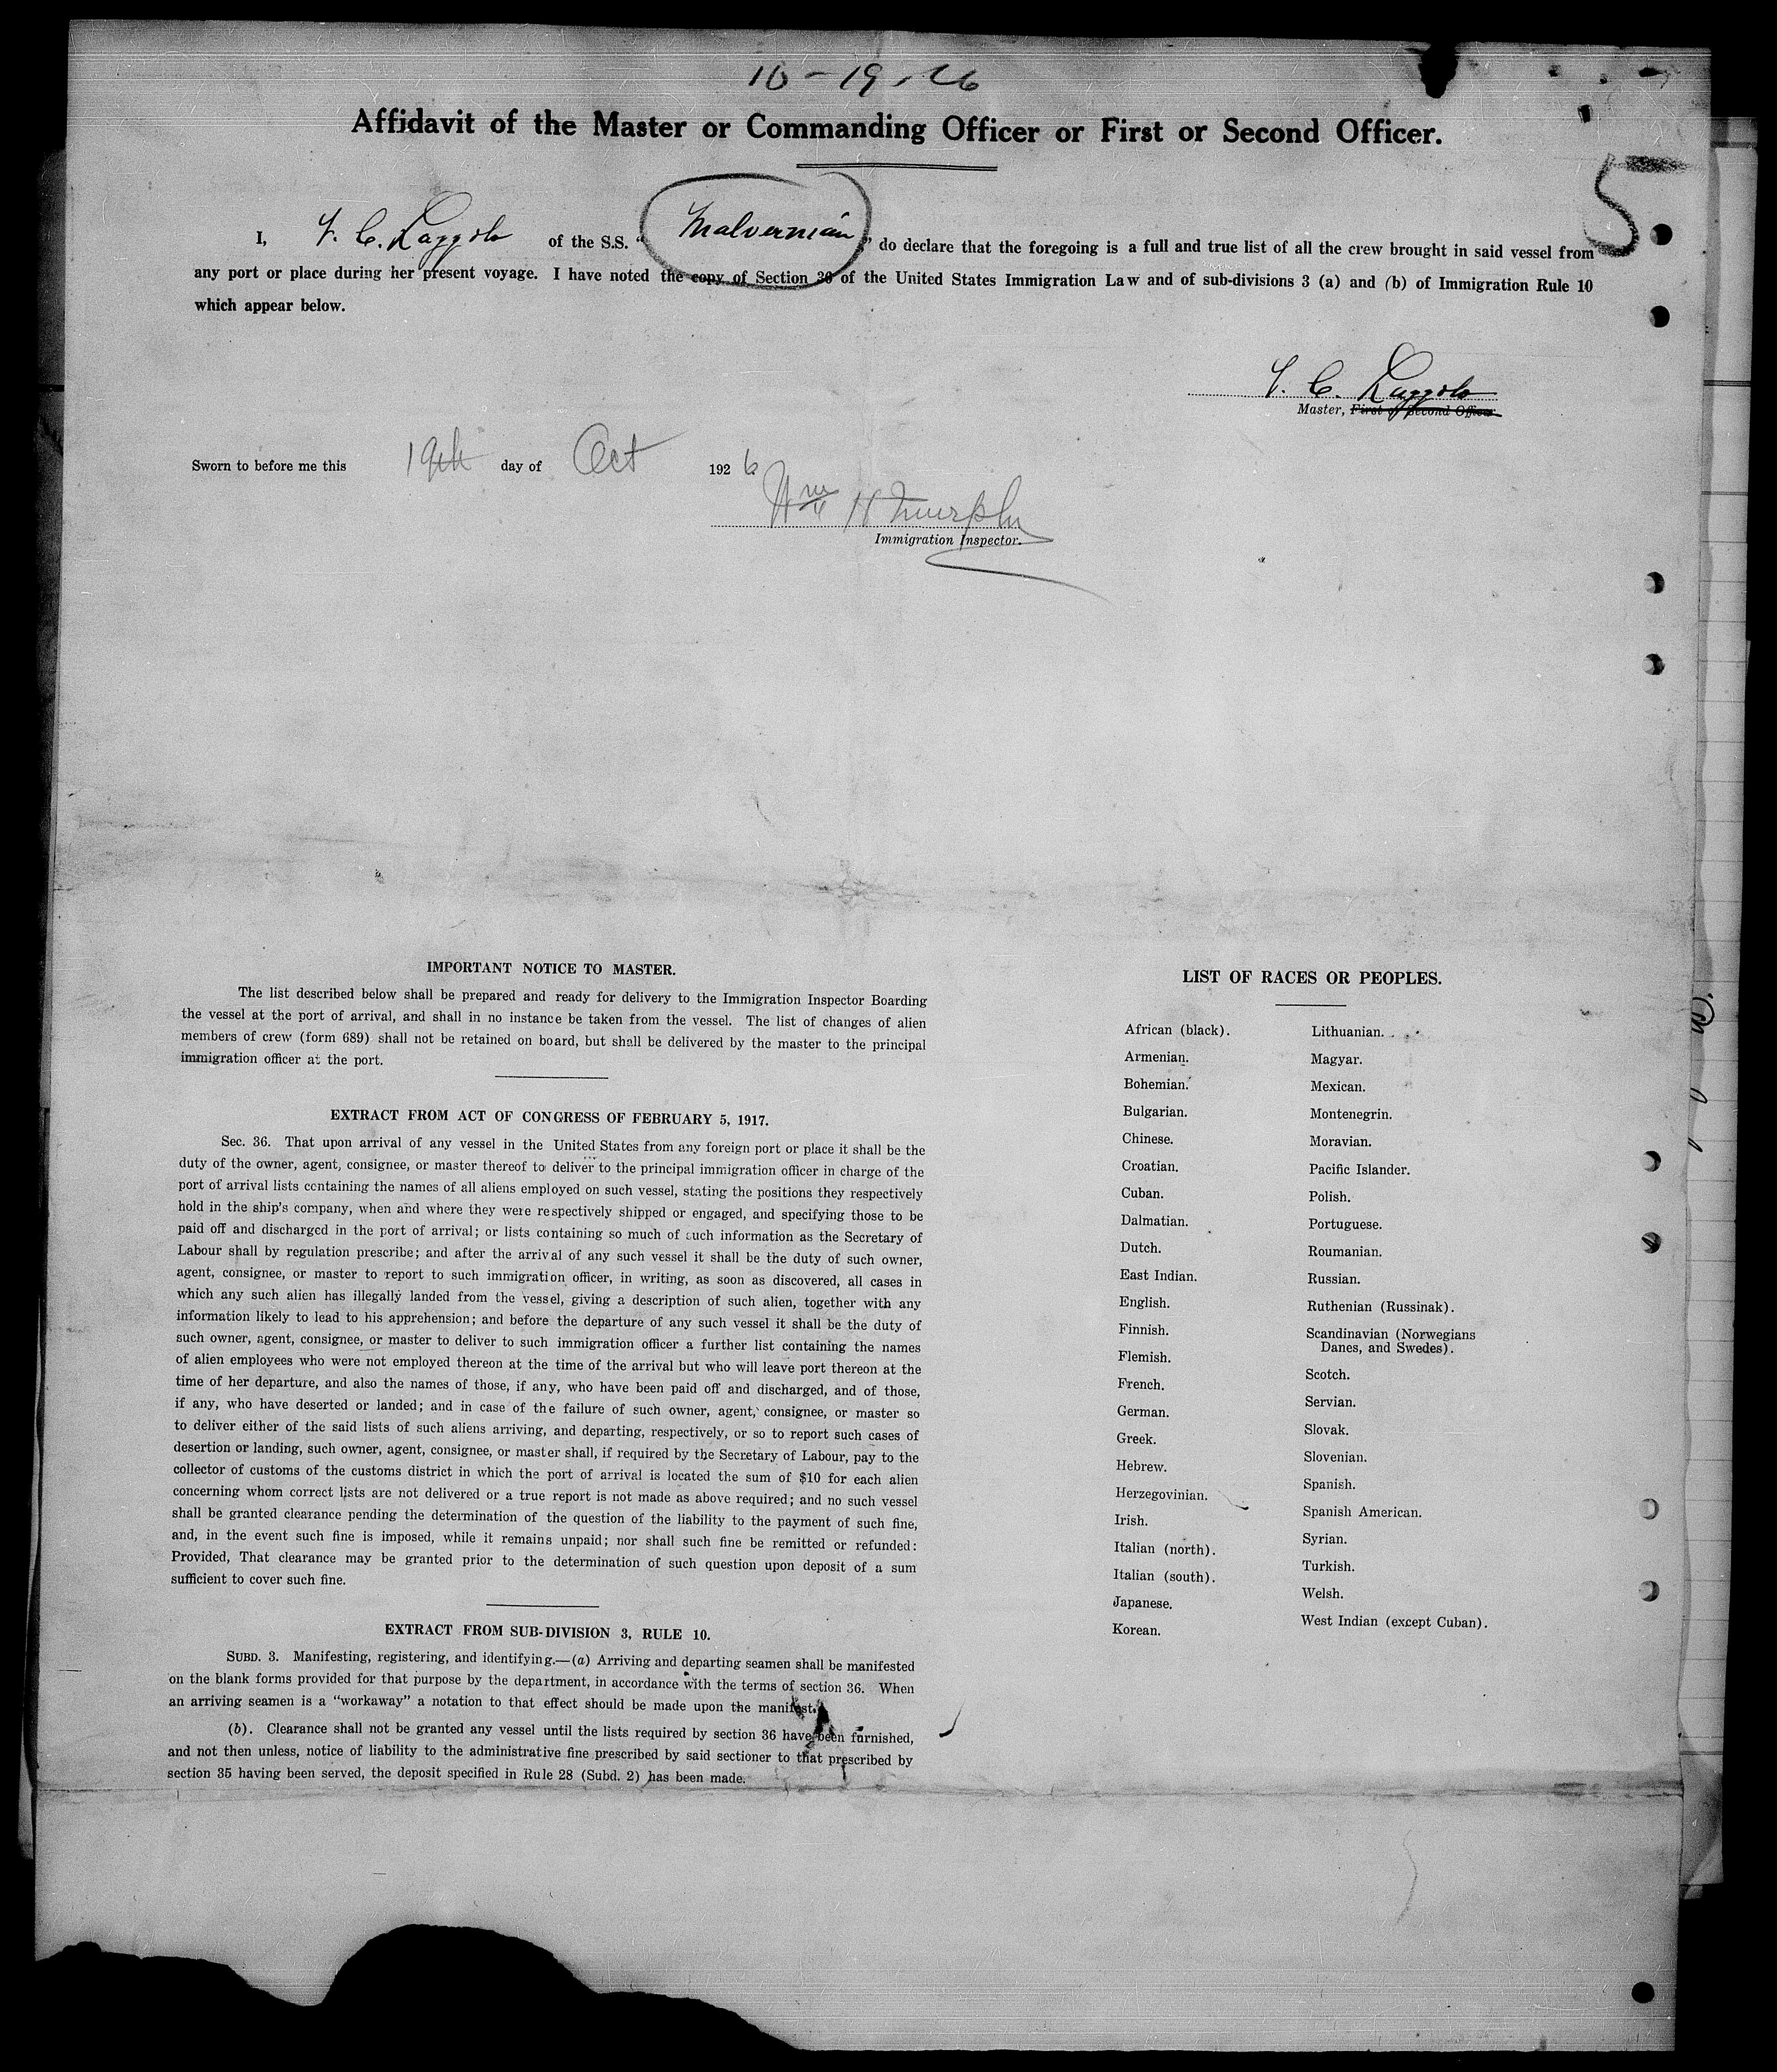 10-19-26
Affidavit of the Master or Commanding Officer or First or Second Officer.
5
I, of the S.S. “Malvernian” do declare that the foregoing is a full and true list of all the crew brought in said vessel from
any port or place during her present voyage. I have noted the copy of Section 36 of the United States Immigration Law and of sub-divisions 3 (a) and (b) of Immigration Rule 10
which appear below.
Master, First or Second Officer
Sworn to before me this 19th day of Oct 1926
Wm H Murphy
Immigration Inspector.
IMPORTANT NOTICE TO MASTER.
The list described below shall be prepared and ready for delivery to the Immigration Inspector Boarding
the vessel at the port of arrival, and shall in no instance be taken from the vessel. The list of changes of alien
members of crew (form 689) shall not be retained on board, but shall be delivered by the master to the principal
immigration officer at the port.
EXTRACT FROM ACT OF CONGRESS OF FEBRUARY 5, 1917.
Sec. 36. That upon arrival of any vessel in the United States from any foreign port or place it shall be the
duty of the owner, agent, consignee, or master thereof to deliver to the principal immigration officer in charge of the
port of arrival lists containing the names of all aliens employed on such vessel, stating the positions they respectively
hold in the ship's company, when and where they were respectively shipped or engaged, and specifying those to be
paid off and discharged in the port of arrival; or lists containing so much of such information as the Secretary of
Labour shall by regulation prescribe; and after the arrival of any such vessel it shall be the duty of such owner,
agent, consignee, or master to report to such immigration officer, in writing, as soon as discovered, all cases in
which any such alien has illegally landed from the vessel, giving a description of such alien, together with any
information likely to lead to his apprehension; and before the departure of any such vessel it shall be the duty of
such owner, agent, consignee, or master to deliver to such immigration officer a further list containing the names
of alien employees who were not employed thereon at the time of the arrival but who will leave port thereon at the
time of her departure, and also the names of those, if any, who have been paid off and discharged, and of those,
if any, who have deserted or landed; and in case of the failure of such owner, agent, consignee, or master so
to deliver either of the said lists of such aliens arriving, and departing, respectively, or so to report such cases of
desertion or landing, such owner, agent, consignee, or master shall, if required by the Secretary of Labour, pay to the
collector of customs of the customs district in which the port of arrival is located the sum of $10 for each alien
concerning whom correct lists are not delivered or a true report is not made as above required; and no such vessel
shall be granted clearance pending the determination of the question of the liability to the payment of such fine,
and, in the event such fine is imposed, while it remains unpaid; nor shall such fine be remitted or refunded:
Provided, That clearance may be granted prior to the determination of such question upon deposit of a sum
sufficient to cover such fine.
EXTRACT FROM SUB-DIVISION 3, RULE 10.
SUBD. 3. Manifesting, registering, and identifying.—(a) Arriving and departing seamen shall be manifested
on the blank forms provided for that purpose by the department, in accordance with the terms of section 36. When
an arriving seamen is a “workaway” a notation to that effect should be made upon the manifest.
(b). Clearance shall not be granted any vessel until the lists required by section 36 have been furnished,
and not then unless, notice of liability to the administrative fine prescribed by said sectioner to that prescribed by
section 35 having been served, the deposit specified in Rule 28 (Subd. 2) has been made.
LIST OF RACES OR PEOPLES.
African (black).
Armenian.
Bohemian.
Bulgarian.
Chinese.
Croatian.
Cuban.
Dalmatian.
Dutch.
East Indian.
English.
Finnish.
Flemish.
French.
German.
Greek.
Hebrew.
Herzegovinian.
Irish.
Italian (north).
Italian (south).
Japanese.
Korean.
Lithuanian.
Magyar.
Mexican.
Montenegrin.
Moravian.
Pacific Islander.
Polish.
Portuguese.
Roumanian.
Russian.
Ruthenian (Russinak).
Scandinavian (Norwegians
Danes, and Swedes).
Scotch.
Servian.
Slovak.
Slovenian.
Spanish.
Spanish American.
Syrian.
Turkish.
Welsh.
West Indian (except Cuban).